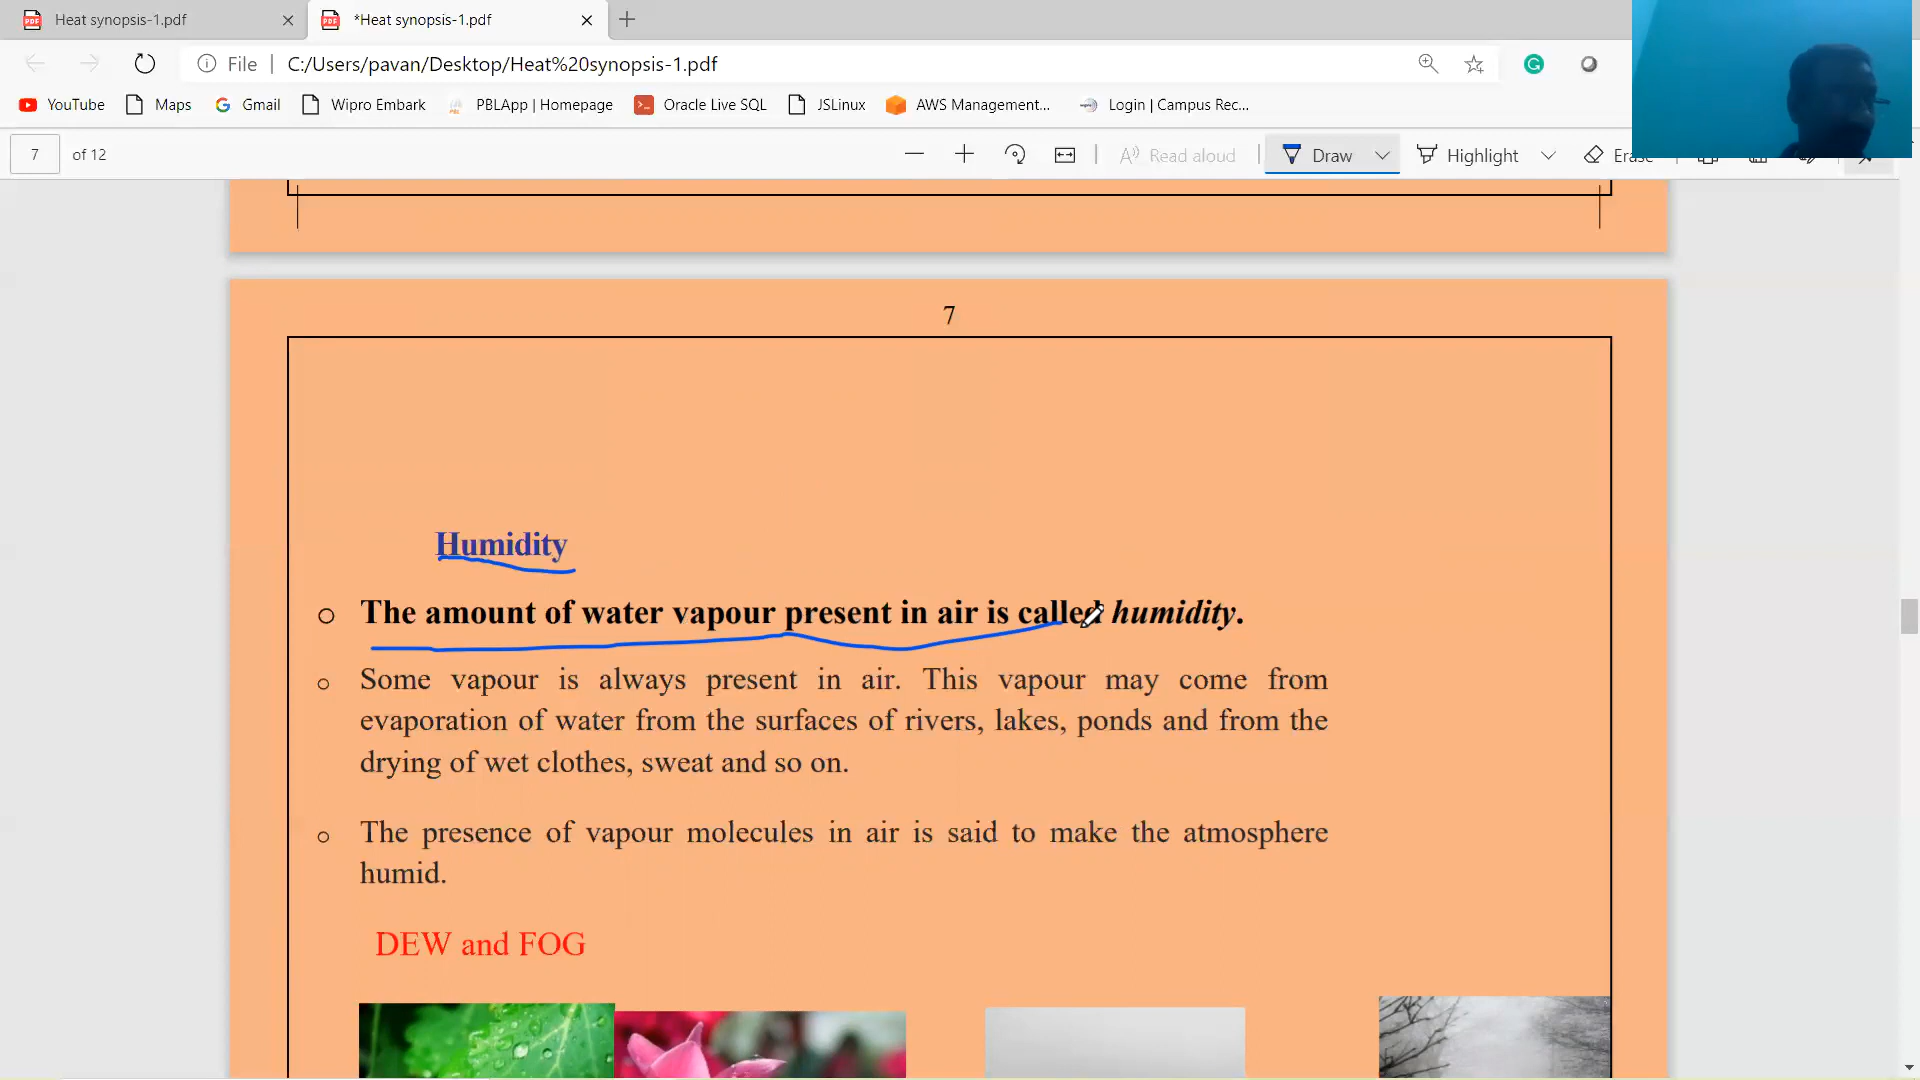 Heat synopsis-1.pdf
*Heat synopsis-1.pdf
File | C:/Users/pavan/Desktop/Heat%20synopsis-1.pdf
YouTube Maps Gmail Wipro Embark PBLApp | Homepage Oracle Live SQL JSLinux AWS Management... Login | Campus Rec...
7 of 12 Read aloud Draw Highlight
7
Humidity
The amount of water vapour present in air is called humidity.
Some vapour is always present in air. This vapour may come from
evaporation of water from the surfaces of rivers, lakes, ponds and from the
drying of wet clothes, sweat and so on.
The presence of vapour molecules in air is said to make the atmosphere
humid.
DEW and FOG